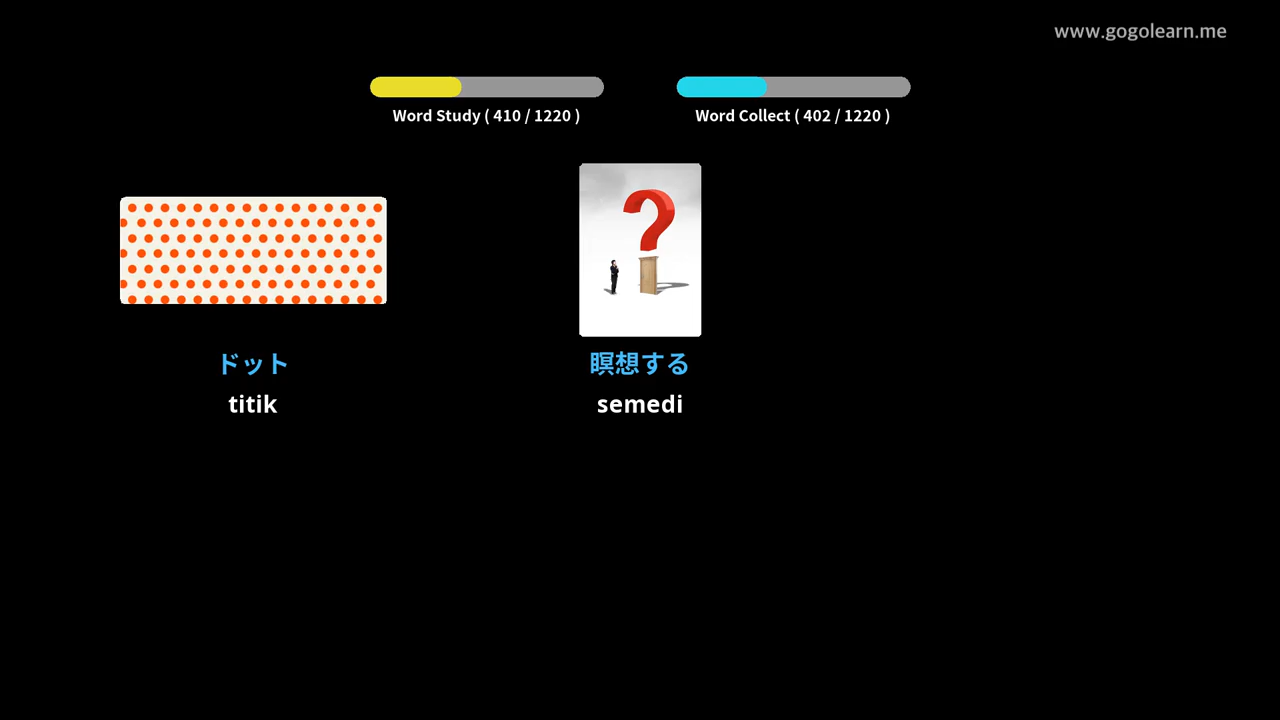 www.gogolearn.me
Word Study ( 410 / 1220 )
Word Collect ( 402 / 1220 )
ドット
titik
瞑想する
semedi